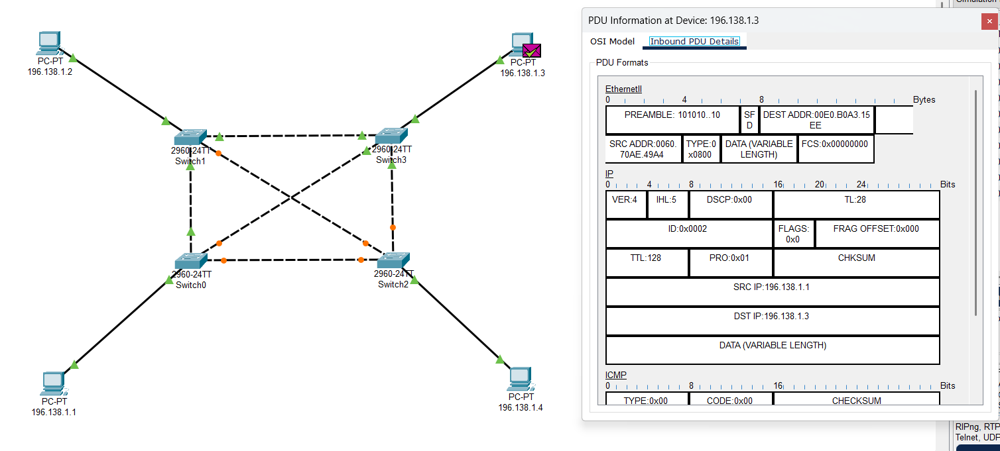 PC-PT
196.138.1.2
PC-PT
196.138.1.3
2960-24TT
Switch1
2960-24TT
Switch3
2960-24TT
Switch0
2960-24TT
Switch2
PC-PT
196.138.1.1
PC-PT
196.138.1.4
Simulation
PDU Information at Device: 196.138.1.3
OSI Model Inbound PDU Details
PDU Formats
EthernetII
0 4 8 Bytes
PREAMBLE: 101010..10
SF
D
DEST ADDR:00E0.B0A3.15
EE
SRC ADDR:0060.
70AE.49A4
TYPE:0
x0800
DATA (VARIABLE
LENGTH)
FCS:0x00000000
IP
0 4 8 16 20 24 Bits
VER:4 IHL:5 DSCP:0x00 TL:28
ID:0x0002
FLAGS:
0x0
FRAG OFFSET:0x000
TTL:128 PRO:0x01 CHKSUM
SRC IP:196.138.1.1
DST IP:196.138.1.3
DATA (VARIABLE LENGTH)
ICMP
0 8 16 Bits
TYPE:0x00 CODE:0x00 CHECKSUM
RIPng, RTP
Telnet, UDP